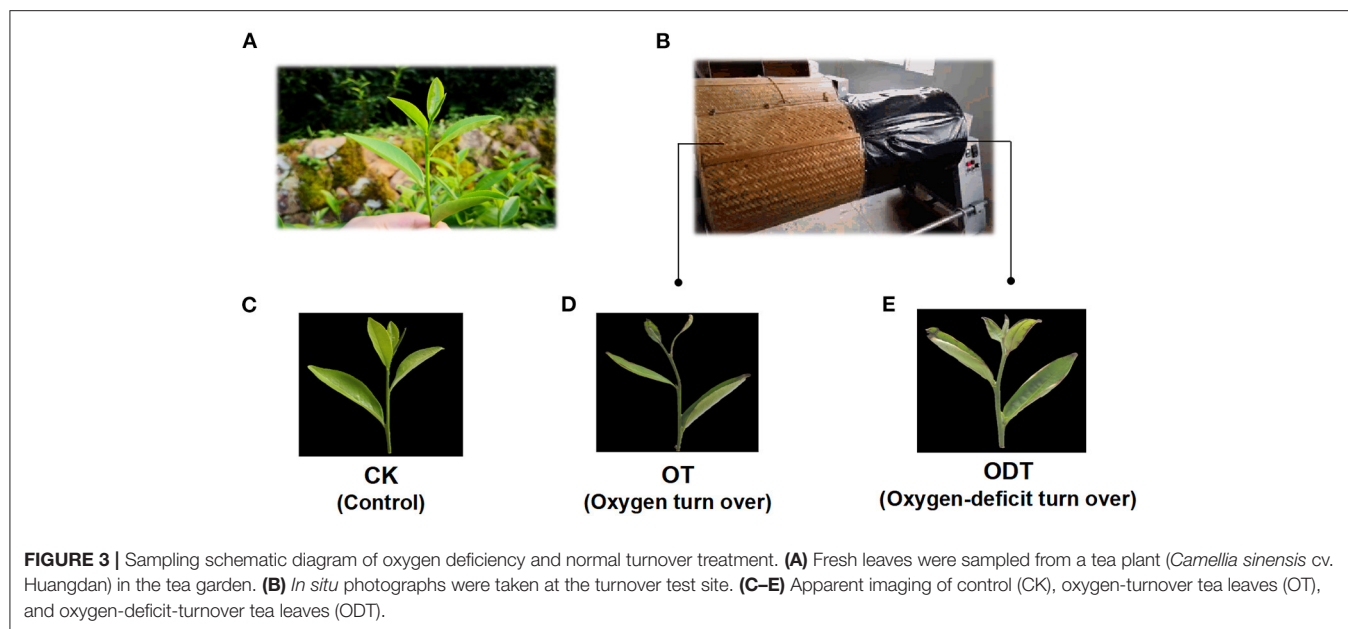 A
B
C
D
E
CK
(Control)
OT
(Oxygen turn over)
ODT
(Oxygen-deficit turn over)
FIGURE 3 | Sampling schematic diagram of oxygen deficiency and normal turnover treatment. (A) Fresh leaves were sampled from a tea plant (Camellia sinensis cv.
Huangdan) in the tea garden. (B) In situ photographs were taken at the turnover test site. (C–E) Apparent imaging of control (CK), oxygen-turnover tea leaves (OT),
and oxygen-deficit-turnover tea leaves (ODT).